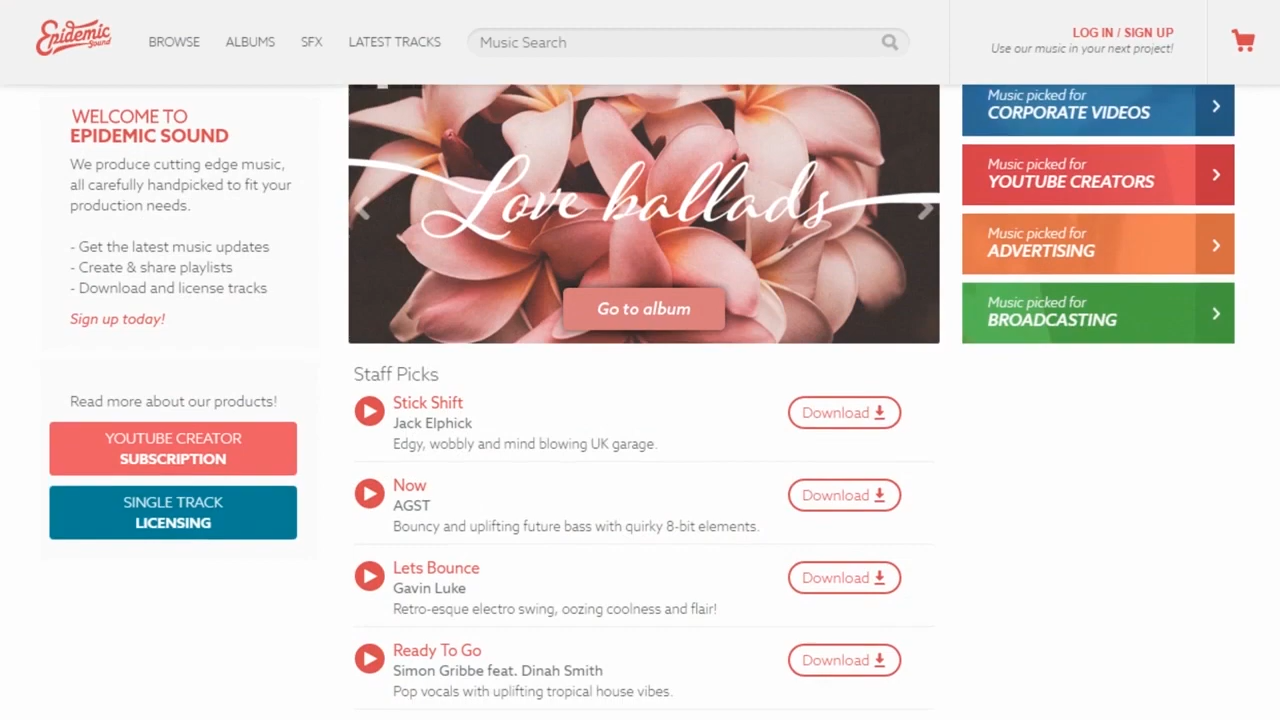 Epidemic
Sound
BROWSE
ALBUMS
SFX
LATEST TRACKS
Music Search
LOG IN / SIGN UP
Use our music in your next project!
WELCOME TO
EPIDEMIC SOUND
We produce cutting edge music,
all carefully handpicked to fit your
production needs.
- Get the latest music updates
- Create & share playlists
- Download and license tracks
Sign up today!
Read more about our products!
YOUTUBE CREATOR
SUBSCRIPTION
SINGLE TRACK
LICENSING
Love ballads
Go to album
Staff Picks
Stick Shift
Jack Elphick
Edgy, wobbly and mind blowing UK garage.
Download
Now
AGST
Bouncy and uplifting future bass with quirky 8-bit elements.
Download
Lets Bounce
Gavin Luke
Retro-esque electro swing, oozing coolness and flair!
Download
Ready To Go
Simon Gribbe feat. Dinah Smith
Pop vocals with uplifting tropical house vibes.
Download
Music picked for
CORPORATE VIDEOS
Music picked for
YOUTUBE CREATORS
Music picked for
ADVERTISING
Music picked for
BROADCASTING